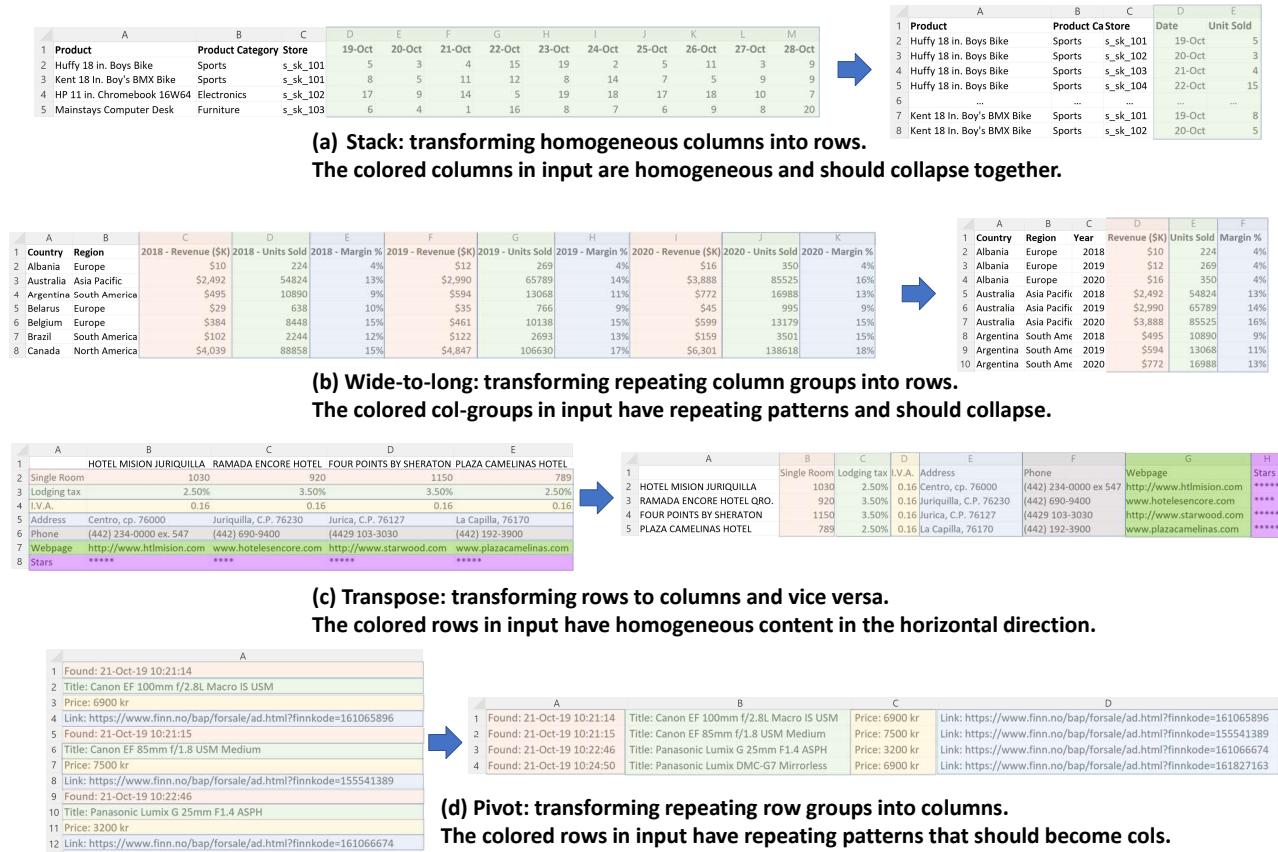 A B C D E F G H I J K L M
1 Product Product Category Store 19-Oct 20-Oct 21-Oct 22-Oct 23-Oct 24-Oct 25-Oct 26-Oct 27-Oct 28-Oct
2 Huffy 18 in. Boys Bike Sports s_sk_101 5 3 4 15 19 2 5 11 3 9
3 Kent 18 In. Boy's BMX Bike Sports s_sk_101 8 5 11 12 8 14 7 5 9 9
4 HP 11 in. Chromebook 16W64 Electronics s_sk_102 17 9 14 5 19 17 16 18 10 7
5 Mainstays Computer Desk Furniture s_sk_103 6 4 1 16 8 7 6 9 8 20
A B C D E
1 Product Product Ca Store Date Unit Sold
2 Huffy 18 in. Boys Bike Sports s_sk_101 19-Oct 5
3 Huffy 18 in. Boys Bike Sports s_sk_102 20-Oct 3
4 Huffy 18 in. Boys Bike Sports s_sk_103 21-Oct 4
5 Huffy 18 in. Boys Bike Sports s_sk_104 22-Oct 15
6 ... ... ... ... ...
7 Kent 18 In. Boy's BMX Bike Sports s_sk_101 19-Oct 8
8 Kent 18 In. Boy's BMX Bike Sports s_sk_102 20-Oct 5
(a) Stack: transforming homogeneous columns into rows.
The colored columns in input are homogeneous and should collapse together.
A B C D E F G H I J K
1 Country Region 2018 - Revenue ($K) 2018 - Units Sold 2018 - Margin % 2019 - Revenue ($K) 2019 - Units Sold 2019 - Margin % 2020 - Revenue ($K) 2020 - Units Sold 2020 - Margin %
2 Albania Europe $10 224 4% $12 269 4% $16 350 4%
3 Australia Asia Pacific $2,492 54824 13% $2,990 65789 14% $3,888 85525 16%
4 Argentina South America $495 10890 9% $594 13068 11% $772 16988 13%
5 Belarus Europe $29 638 10% $35 766 9% $45 995 9%
6 Belgium Europe $384 8448 15% $461 10138 15% $599 13179 15%
7 Brazil South America $102 2244 12% $122 2693 13% $159 3501 15%
8 Canada North America $4,039 88858 15% $4,847 106630 17% $6,301 138618 18%
A B C D E F
1 Country Region Year Revenue ($K) Units Sold Margin %
2 Albania Europe 2018 $10 224 4%
3 Albania Europe 2019 $12 269 4%
4 Albania Europe 2020 $16 350 4%
5 Australia Asia Pacific 2018 $2,492 54824 13%
6 Australia Asia Pacific 2019 $2,990 65789 14%
7 Australia Asia Pacific 2020 $3,888 85525 16%
8 Argentina South Ame 2018 $495 10890 9%
9 Argentina South Ame 2019 $594 13068 11%
10 Argentina South Ame 2020 $772 16988 13%
(b) Wide-to-long: transforming repeating column groups into rows.
The colored col-groups in input have repeating patterns and should collapse.
A B C D E
1 HOTEL MISION JURIQUILLA RAMADA ENCORE HOTEL FOUR POINTS BY SHERATON PLAZA CAMELINAS HOTEL
2 Single Room 1030 920 1150 789
3 Lodging tax 2.50% 3.50% 3.50% 2.50%
4 I.V.A. 0.16 0.16 0.16 0.16
5 Address Centro, cp. 76000 Juriquilla, C.P. 76230 Jurica, C.P. 76127 La Capilla, 76170
6 Phone (442) 234-0000 ex. 547 (442) 690-9400 (4429 103-3030 (442) 192-3900
7 Webpage http://www.htlmision.com www.hotelesencore.com http://www.starwood.com www.plazacamelinas.com
8 Stars ***** **** ***** *****
A B C D E F G H
1 Single Room Lodging tax I.V.A. Address Phone Webpage Stars
2 HOTEL MISION JURIQUILLA 1030 2.50% 0.16 Centro, cp. 76000 (442) 234-0000 ex 547 http://www.htlmision.com *****
3 RAMADA ENCORE HOTEL QRO. 920 3.50% 0.16 Juriquilla, C.P. 76230 (442) 690-9400 www.hotelesencore.com ****
4 FOUR POINTS BY SHERATON 1150 3.50% 0.16 Jurica, C.P. 76127 (4429 103-3030 http://www.starwood.com *****
5 PLAZA CAMELINAS HOTEL 789 2.50% 0.16 La Capilla, 76170 (442) 192-3900 www.plazacamelinas.com *****
(c) Transpose: transforming rows to columns and vice versa.
The colored rows in input have homogeneous content in the horizontal direction.
A
1 Found: 21-Oct-19 10:21:14
2 Title: Canon EF 100mm f/2.8L Macro IS USM
3 Price: 6900 kr
4 Link: https://www.finn.no/bap/forsale/ad.html?finnkode=161065896
5 Found: 21-Oct-19 10:21:15
6 Title: Canon EF 85mm f/1.8 USM Medium
7 Price: 7500 kr
8 Link: https://www.finn.no/bap/forsale/ad.html?finnkode=155541389
9 Found: 21-Oct-19 10:22:46
10 Title: Panasonic Lumix G 25mm F1.4 ASPH
11 Price: 3200 kr
12 Link: https://www.finn.no/bap/forsale/ad.html?finnkode=161066674
A B C D
1 Found: 21-Oct-19 10:21:14 Title: Canon EF 100mm f/2.8L Macro IS USM Price: 6900 kr Link: https://www.finn.no/bap/forsale/ad.html?finnkode=161065896
2 Found: 21-Oct-19 10:21:15 Title: Canon EF 85mm f/1.8 USM Medium Price: 7500 kr Link: https://www.finn.no/bap/forsale/ad.html?finnkode=155541389
3 Found: 21-Oct-19 10:22:46 Title: Panasonic Lumix G 25mm F1.4 ASPH Price: 3200 kr Link: https://www.finn.no/bap/forsale/ad.html?finnkode=161066674
4 Found: 21-Oct-19 10:24:50 Title: Panasonic Lumix DMC-G7 Mirrorless Price: 6900 kr Link: https://www.finn.no/bap/forsale/ad.html?finnkode=161827163
(d) Pivot: transforming repeating row groups into columns.
The colored rows in input have repeating patterns that should become cols.